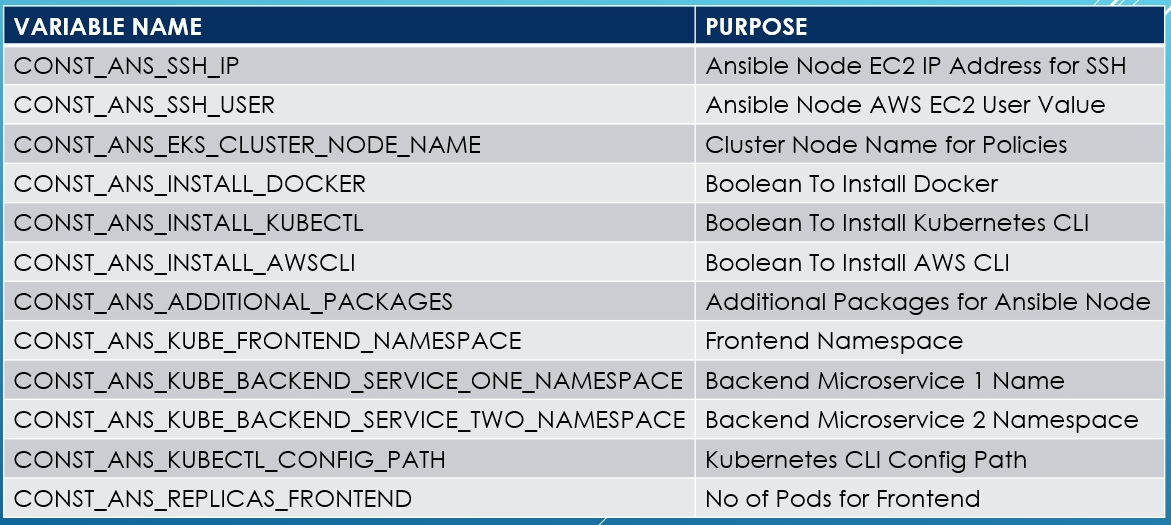 VARIABLE NAME PURPOSE
CONST_ANS_SSH_IP Ansible Node EC2 IP Address for SSH
CONST_ANS_SSH_USER Ansible Node AWS EC2 User Value
CONST_ANS_EKS_CLUSTER_NODE_NAME Cluster Node Name for Policies
CONST_ANS_INSTALL_DOCKER Boolean To Install Docker
CONST_ANS_INSTALL_KUBECTL Boolean To Install Kubernetes CLI
CONST_ANS_INSTALL_AWSCLI Boolean To Install AWS CLI
CONST_ANS_ADDITIONAL_PACKAGES Additional Packages for Ansible Node
CONST_ANS_KUBE_FRONTEND_NAMESPACE Frontend Namespace
CONST_ANS_KUBE_BACKEND_SERVICE_ONE_NAMESPACE Backend Microservice 1 Name
CONST_ANS_KUBE_BACKEND_SERVICE_TWO_NAMESPACE Backend Microservice 2 Namespace
CONST_ANS_KUBECTL_CONFIG_PATH Kubernetes CLI Config Path
CONST_ANS_REPLICAS_FRONTEND No of Pods for Frontend